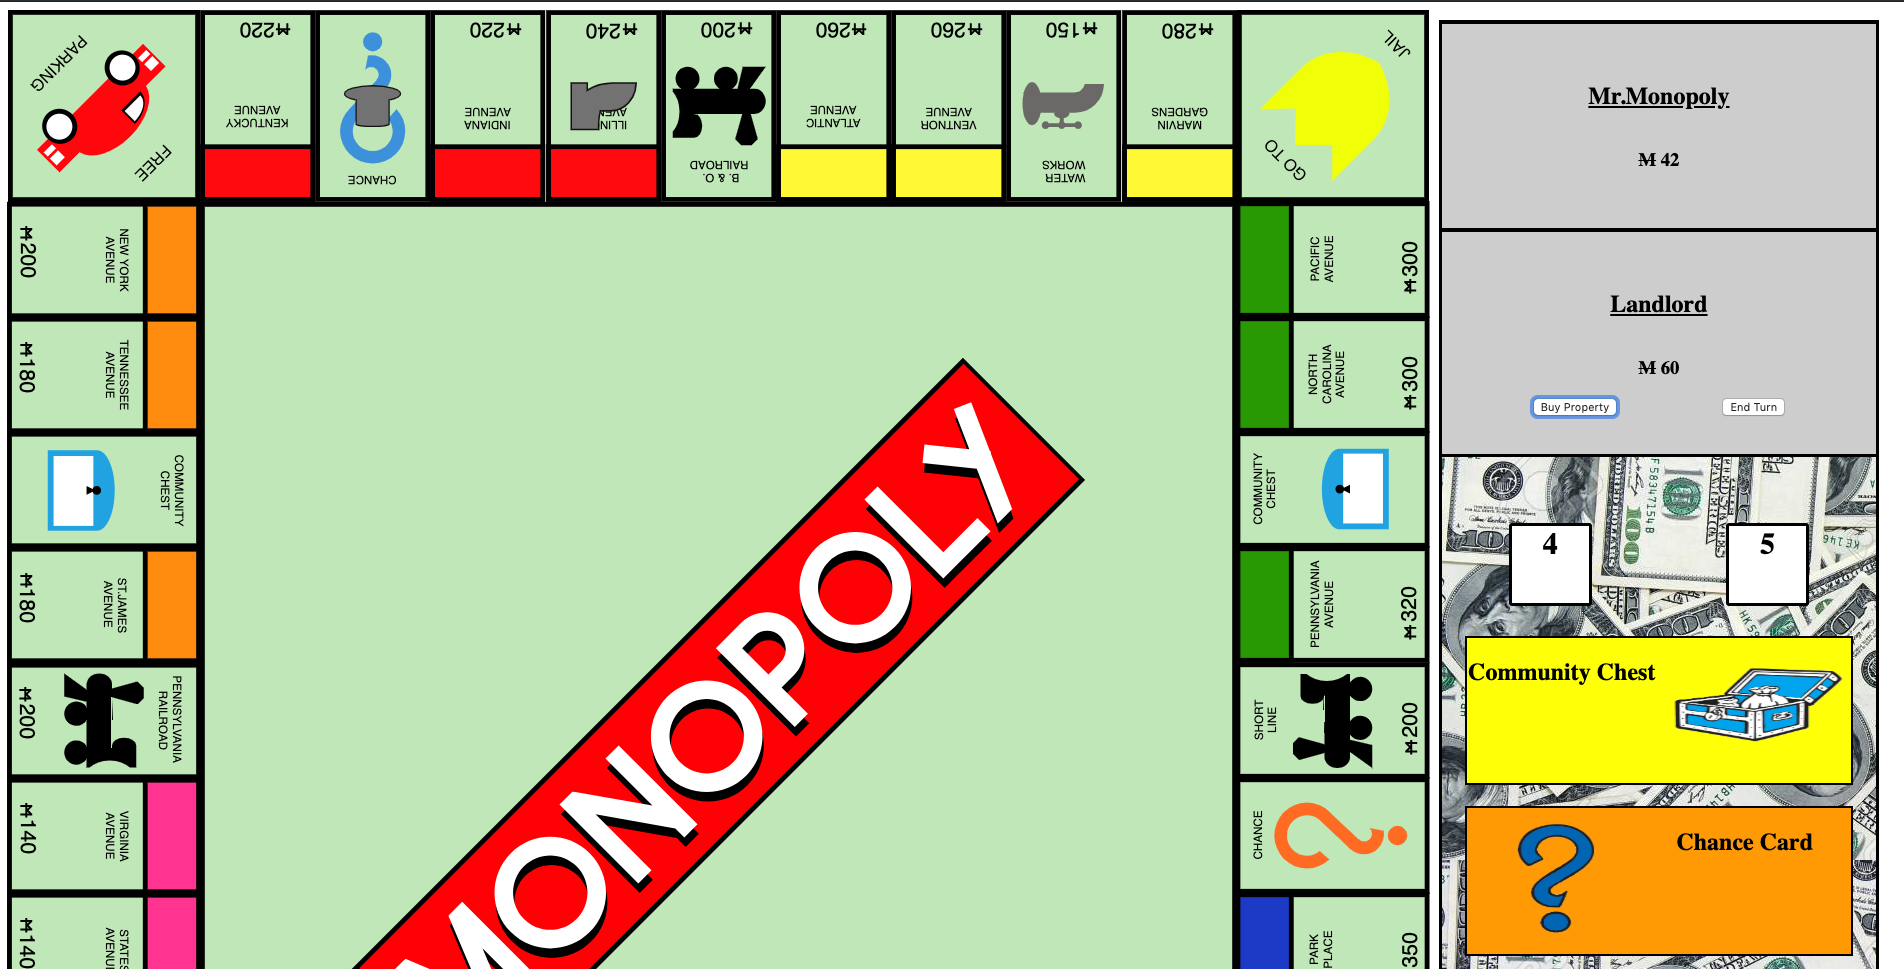 PARKING
FREE
₩220
KENTUCKY
AVENUE
CHANCE
₩220
INDIANA
AVENUE
₩240
₩200
B. & O.
RAILROAD
₩260
ATLANTIC
AVENUE
₩260
VENTNOR
AVENUE
₩150
WATER
WORKS
₩280
MARVIN
GARDENS
GO TO
JAIL
₩200
NEW YORK
AVENUE
₩180
TENNESSEE
AVENUE
COMMUNITY
CHEST
₩180
ST.JAMES
AVENUE
₩200
PENNSYLVANIA
RAILROAD
₩140
VIRGINIA
AVENUE
₩140
STATES
MONOPOLY
PACIFIC
AVENUE
₩300
NORTH
CAROLINA
AVENUE
₩300
COMMUNITY
CHEST
PENNSYLVANIA
AVENUE
₩320
SHORT
LINE
₩200
CHANCE
PARK
PLACE
350
Mr.Monopoly
M 42
Landlord
M 60
Buy Property
End Turn
4
5
Community Chest
Chance Card